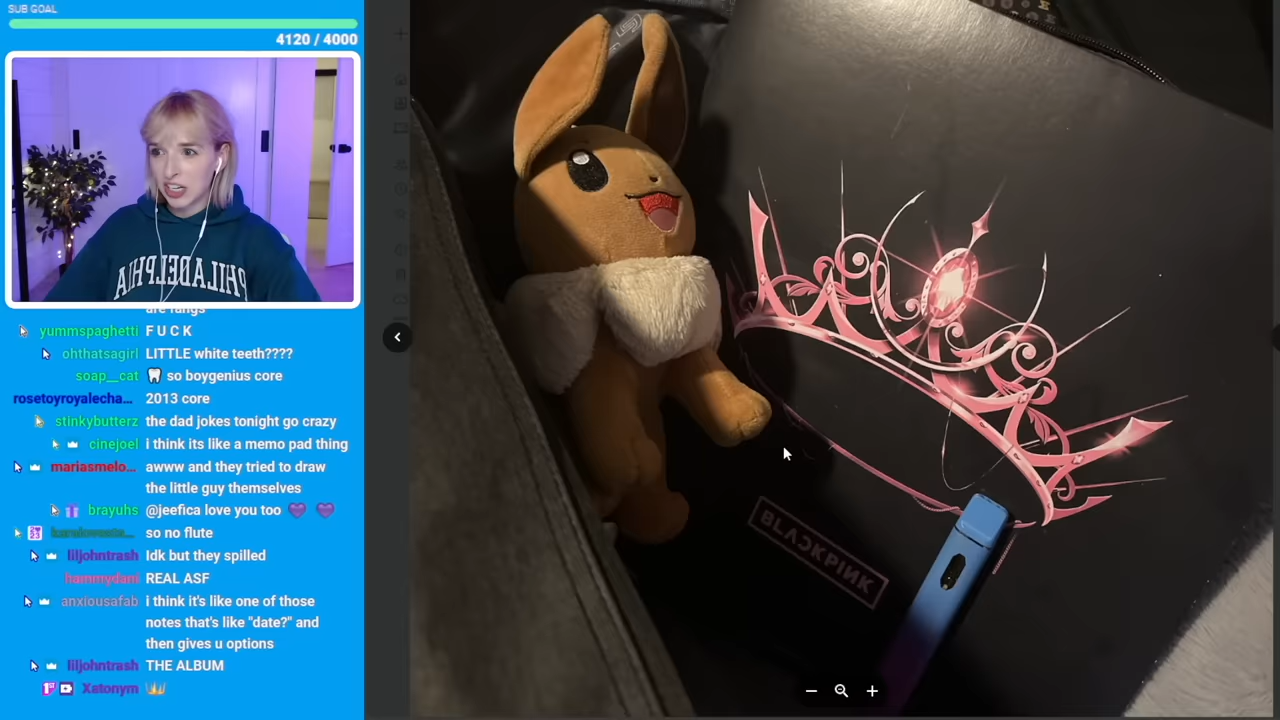 SUB GOAL
4120 / 4000
PHILADELPHIA
are fangs
yummspaghetti F U C K
ohthatsagirl LITTLE white teeth????
soap__cat 🦷 so boygenius core
rosetoyroyalecha... 2013 core
stinkybutterz the dad jokes tonight go crazy
cinejoel i think its like a memo pad thing
mariasmelo... awww and they tried to draw
the little guy themselves
brayuhs @jeefica love you too 💜 💜
so no flute
liljohntrash Idk but they spilled
hammydani REAL ASF
anxiousafab i think it's like one of those
notes that's like "date?" and
then gives u options
liljohntrash THE ALBUM
Xatonym
BLACKPINK